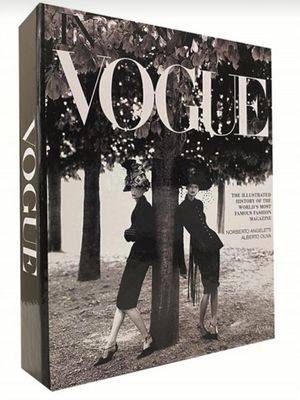 IN
VOGUE
THE ILLUSTRATED
HISTORY OF THE
WORLD'S MOST
FAMOUS FASHION
MAGAZINE
NORBERTO ANGELETTI
ALBERTO OLIVA
VOGUE